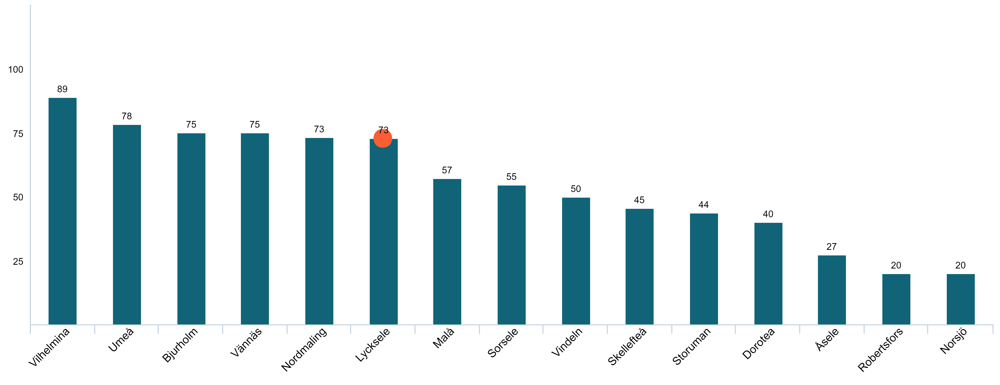 100
75
50
25
89
78
75
75
73
73
57
55
50
45
44
40
27
20
20
Vilhelmina
Umeå
Bjurholm
Vännäs
Nordmaling
Lycksele
Malå
Sorsele
Vindeln
Skellefteå
Storuman
Dorotea
Åsele
Robertsfors
Norsjö